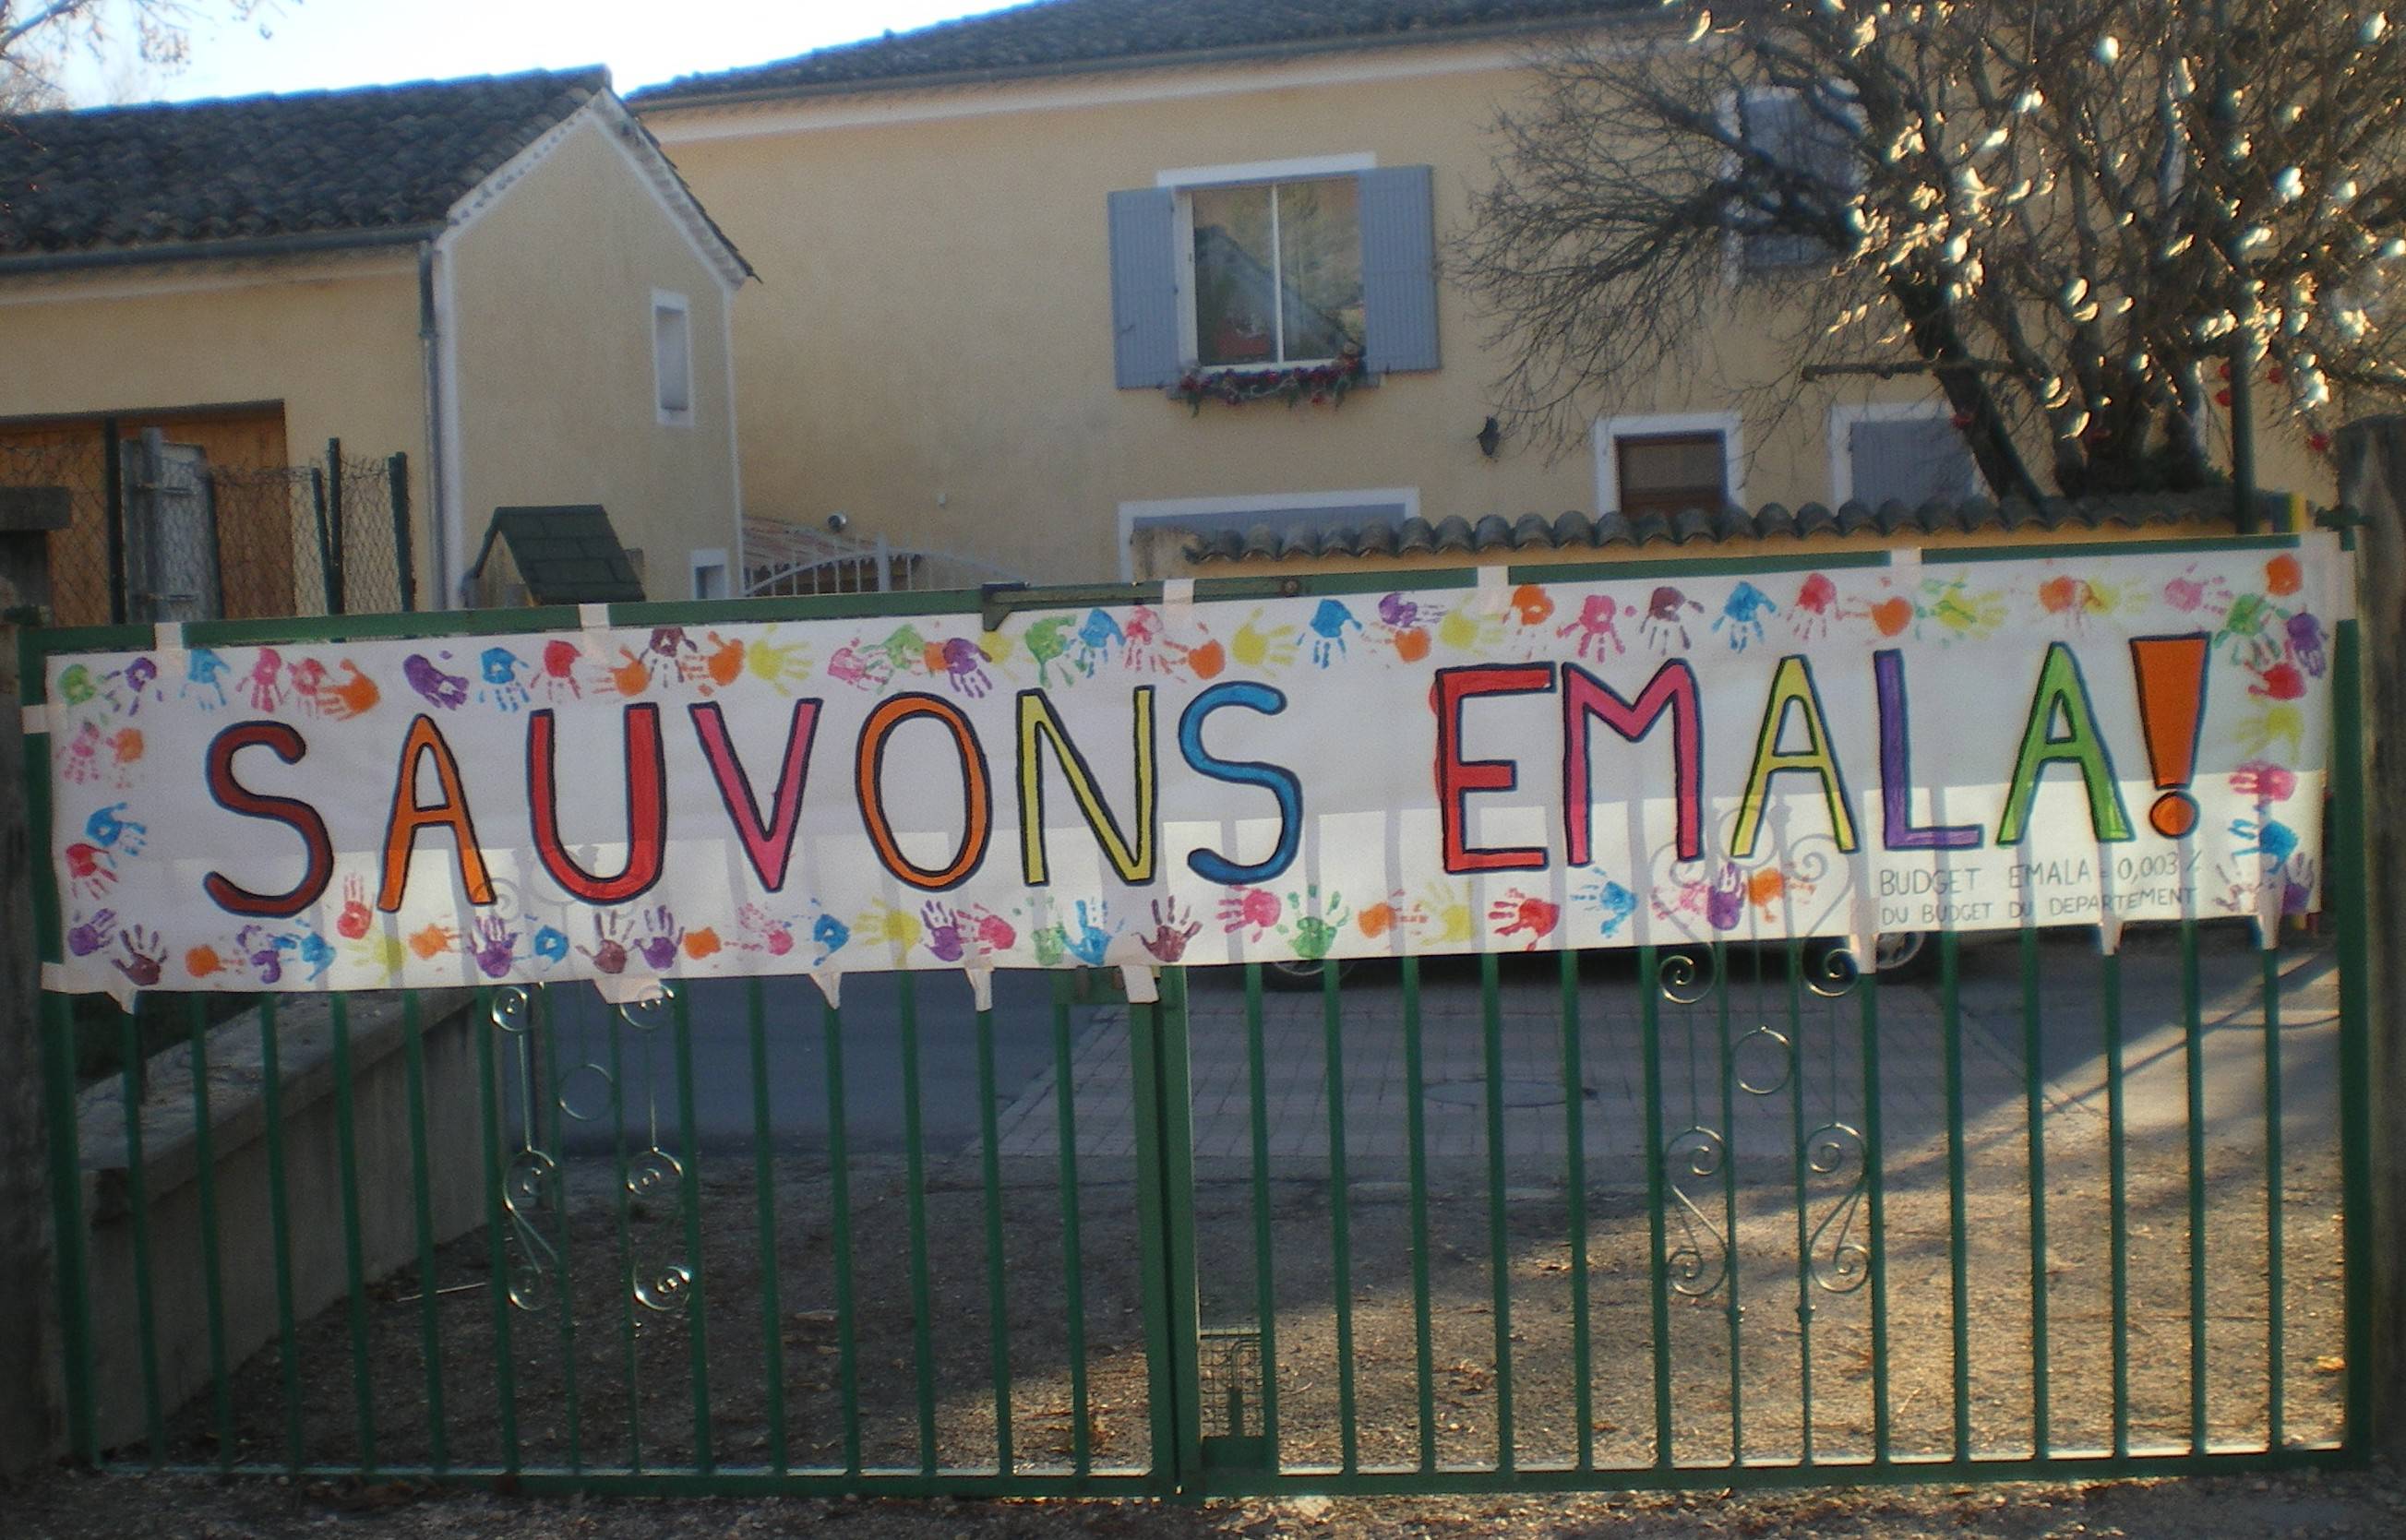 SAUVONS EMALA!
BUDGET EMALA = 0,003 %
DU BUDGET DU DEPARTEMENT